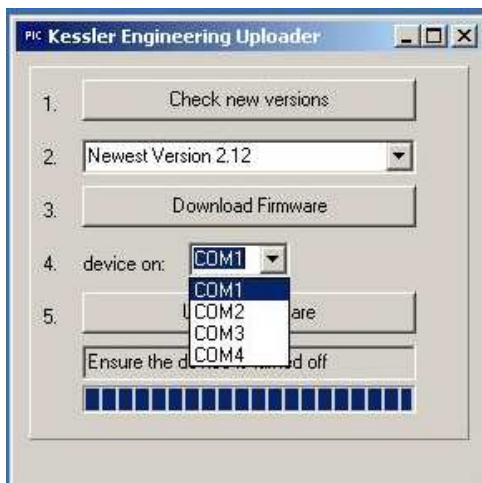 PIC Kessler Engineering Uploader
1. Check new versions
2. Newest Version 2.12
3. Download Firmware
4. device on: COM1
COM1
COM2
COM3
COM4
5.
Ensure the off